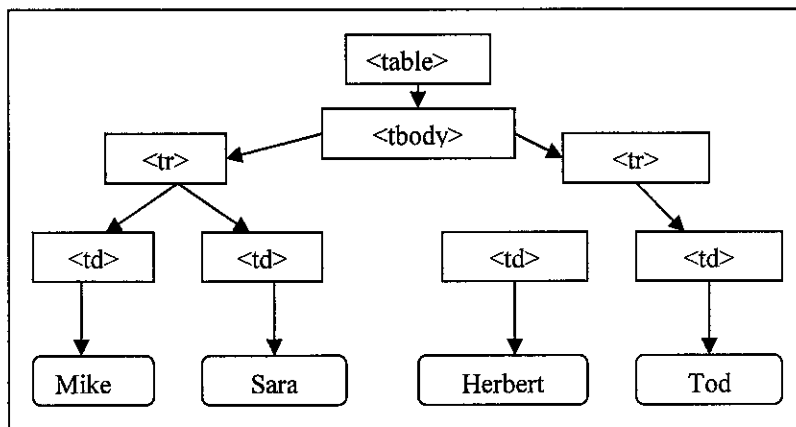 <table>
<tbody>
<tr> <tr>
<td> <td> <td> <td>
Mike Sara Herbert Tod